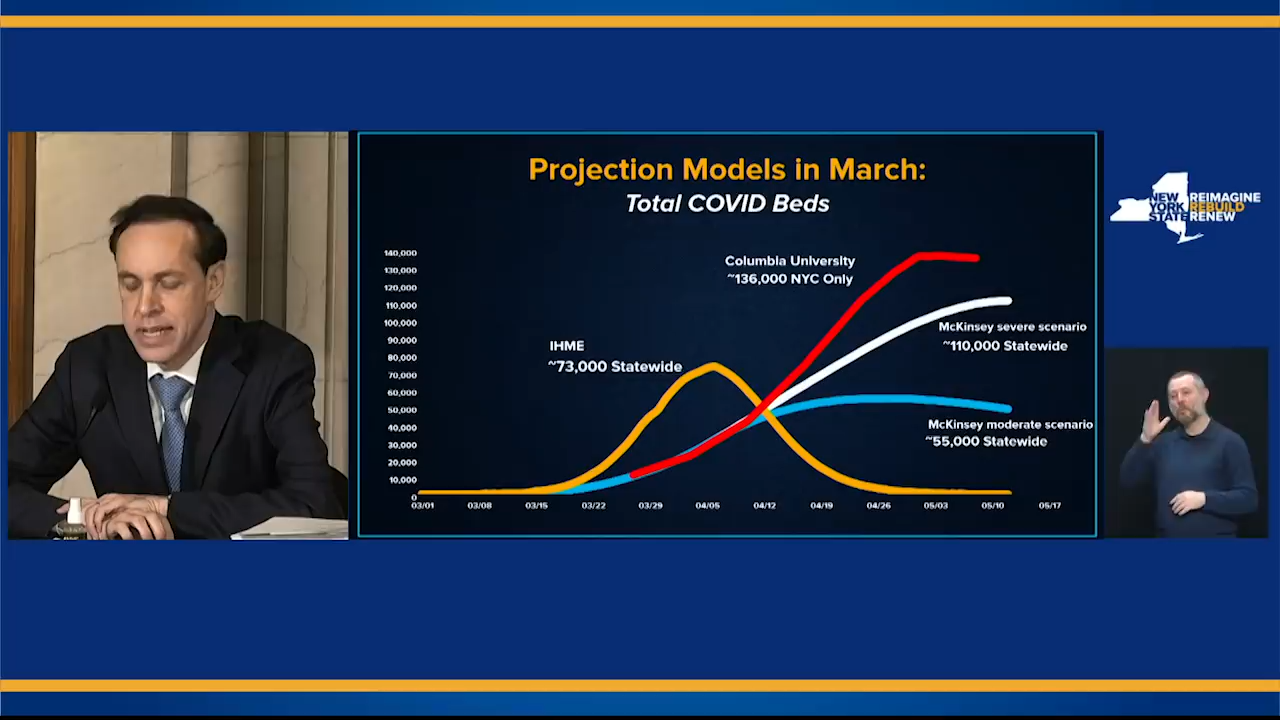 Projection Models in March:
Total COVID Beds
140,000
130,000
120,000
110,000
100,000
90,000
80,000
70,000
60,000
50,000
40,000
30,000
20,000
10,000
0
Columbia University
~136,000 NYC Only
IHME
~73,000 Statewide
McKinsey severe scenario
~110,000 Statewide
McKinsey moderate scenario
~55,000 Statewide
03/01 03/08 03/15 03/22 03/29 04/05 04/12 04/19 04/26 05/03 05/10 05/17
NEW
YORK
STATE
REIMAGINE
REBUILD
RENEW